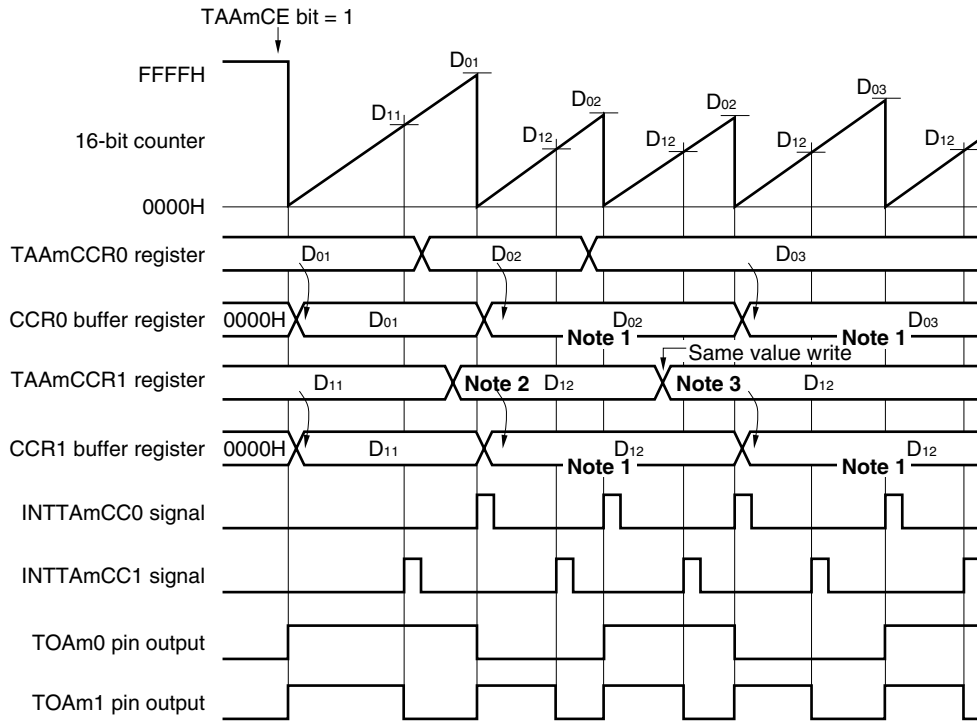 TAAmCE bit = 1
FFFFH
16-bit counter
0000H
D11
D01
D12
D02
D12
D02
D12
D03
D12
TAAmCCR0 register
D01
D02
D03
CCR0 buffer register
0000H
D01
D02
Note 1
D03
Note 1
Same value write
TAAmCCR1 register
D11
Note 2
D12
Note 3
D12
CCR1 buffer register
0000H
D11
D12
Note 1
D12
Note 1
INTTAmCC0 signal
INTTAmCC1 signal
TOAm0 pin output
TOAm1 pin output